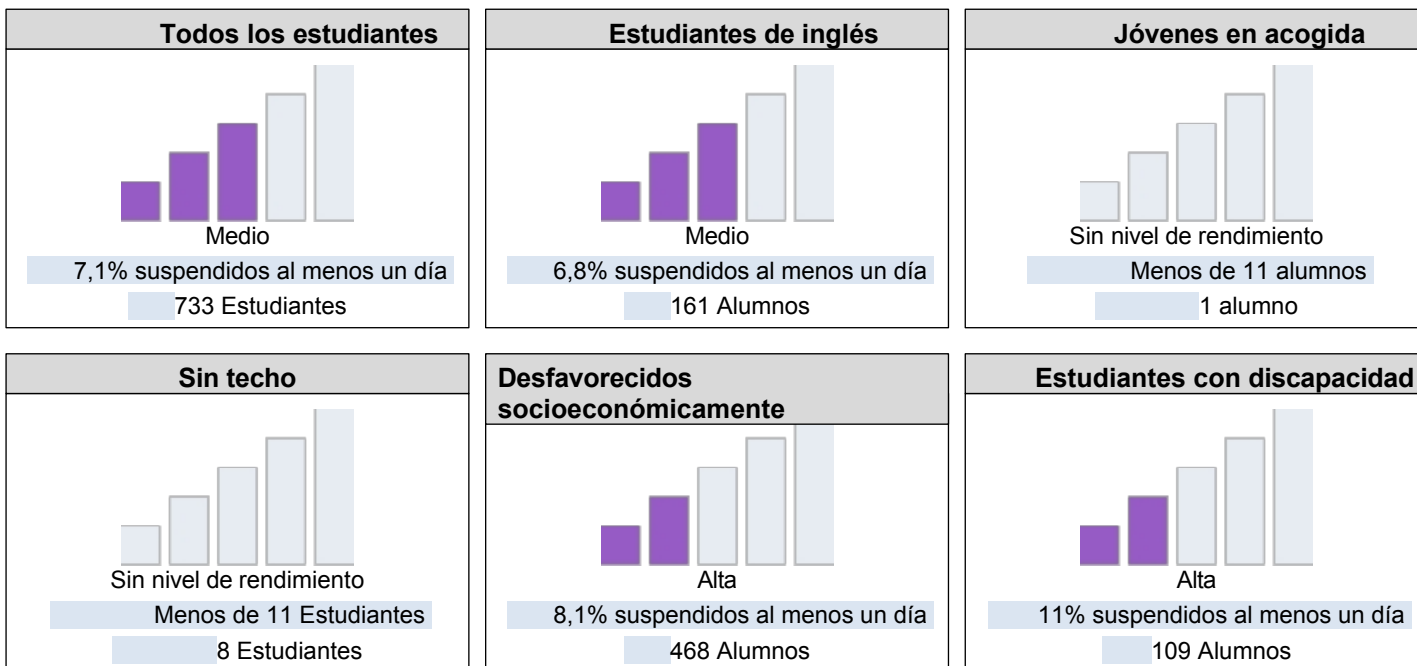 Todos los estudiantes
Medio
7,1% suspendidos al menos un día
733 Estudiantes
Estudiantes de inglés
Medio
6,8% suspendidos al menos un día
161 Alumnos
Jóvenes en acogida
Sin nivel de rendimiento
Menos de 11 alumnos
1 alumno
Sin techo
Sin nivel de rendimiento
Menos de 11 Estudiantes
8 Estudiantes
Desfavorecidos
socioeconómicamente
Alta
8,1% suspendidos al menos un día
468 Alumnos
Estudiantes con discapacidad
Alta
11% suspendidos al menos un día
109 Alumnos